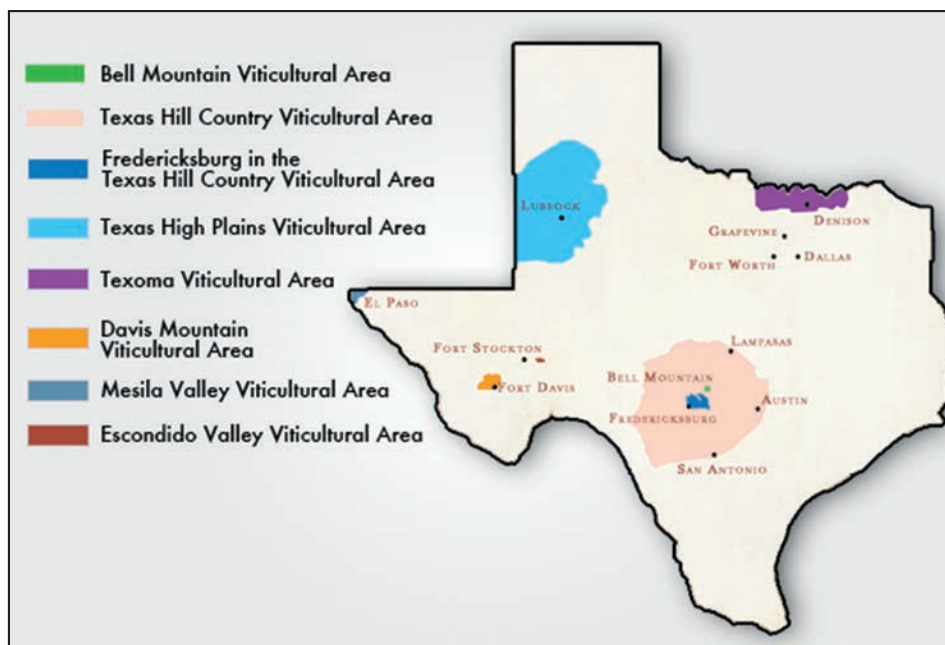 Bell Mountain Viticultural Area
Texas Hill Country Viticultural Area
Fredericksburg in the
Texas Hill Country Viticultural Area
Texas High Plains Viticultural Area
Texoma Viticultural Area
Davis Mountain
Viticultural Area
Mesila Valley Viticultural Area
Escondido Valley Viticultural Area
Lubbock
Denison
Grapevine
Fort Worth
Dallas
El Paso
Fort Stockton
Lampasas
Fort Davis
Bell Mountain
Austin
Fredericksburg
San Antonio